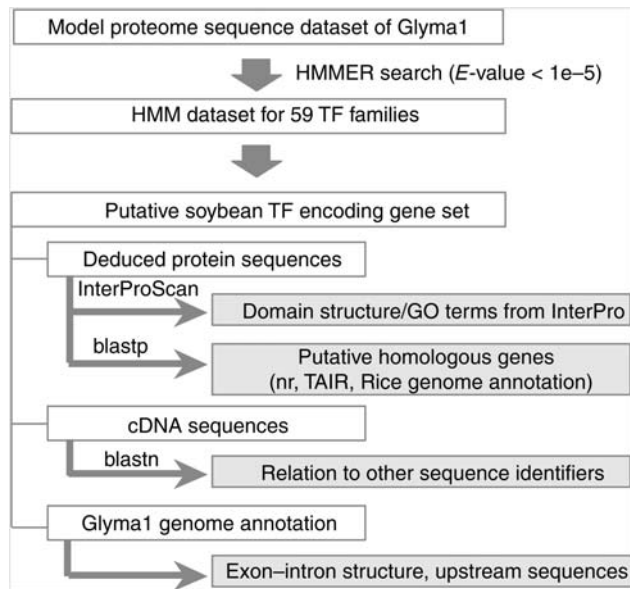 Model proteome sequence dataset of Glyma1
HMMER search (E-value < 1e–5)
HMM dataset for 59 TF families
Putative soybean TF encoding gene set
Deduced protein sequences
InterProScan
Domain structure/GO terms from InterPro
blastp
Putative homologous genes
(nr, TAIR, Rice genome annotation)
cDNA sequences
blastn
Relation to other sequence identifiers
Glyma1 genome annotation
Exon–intron structure, upstream sequences